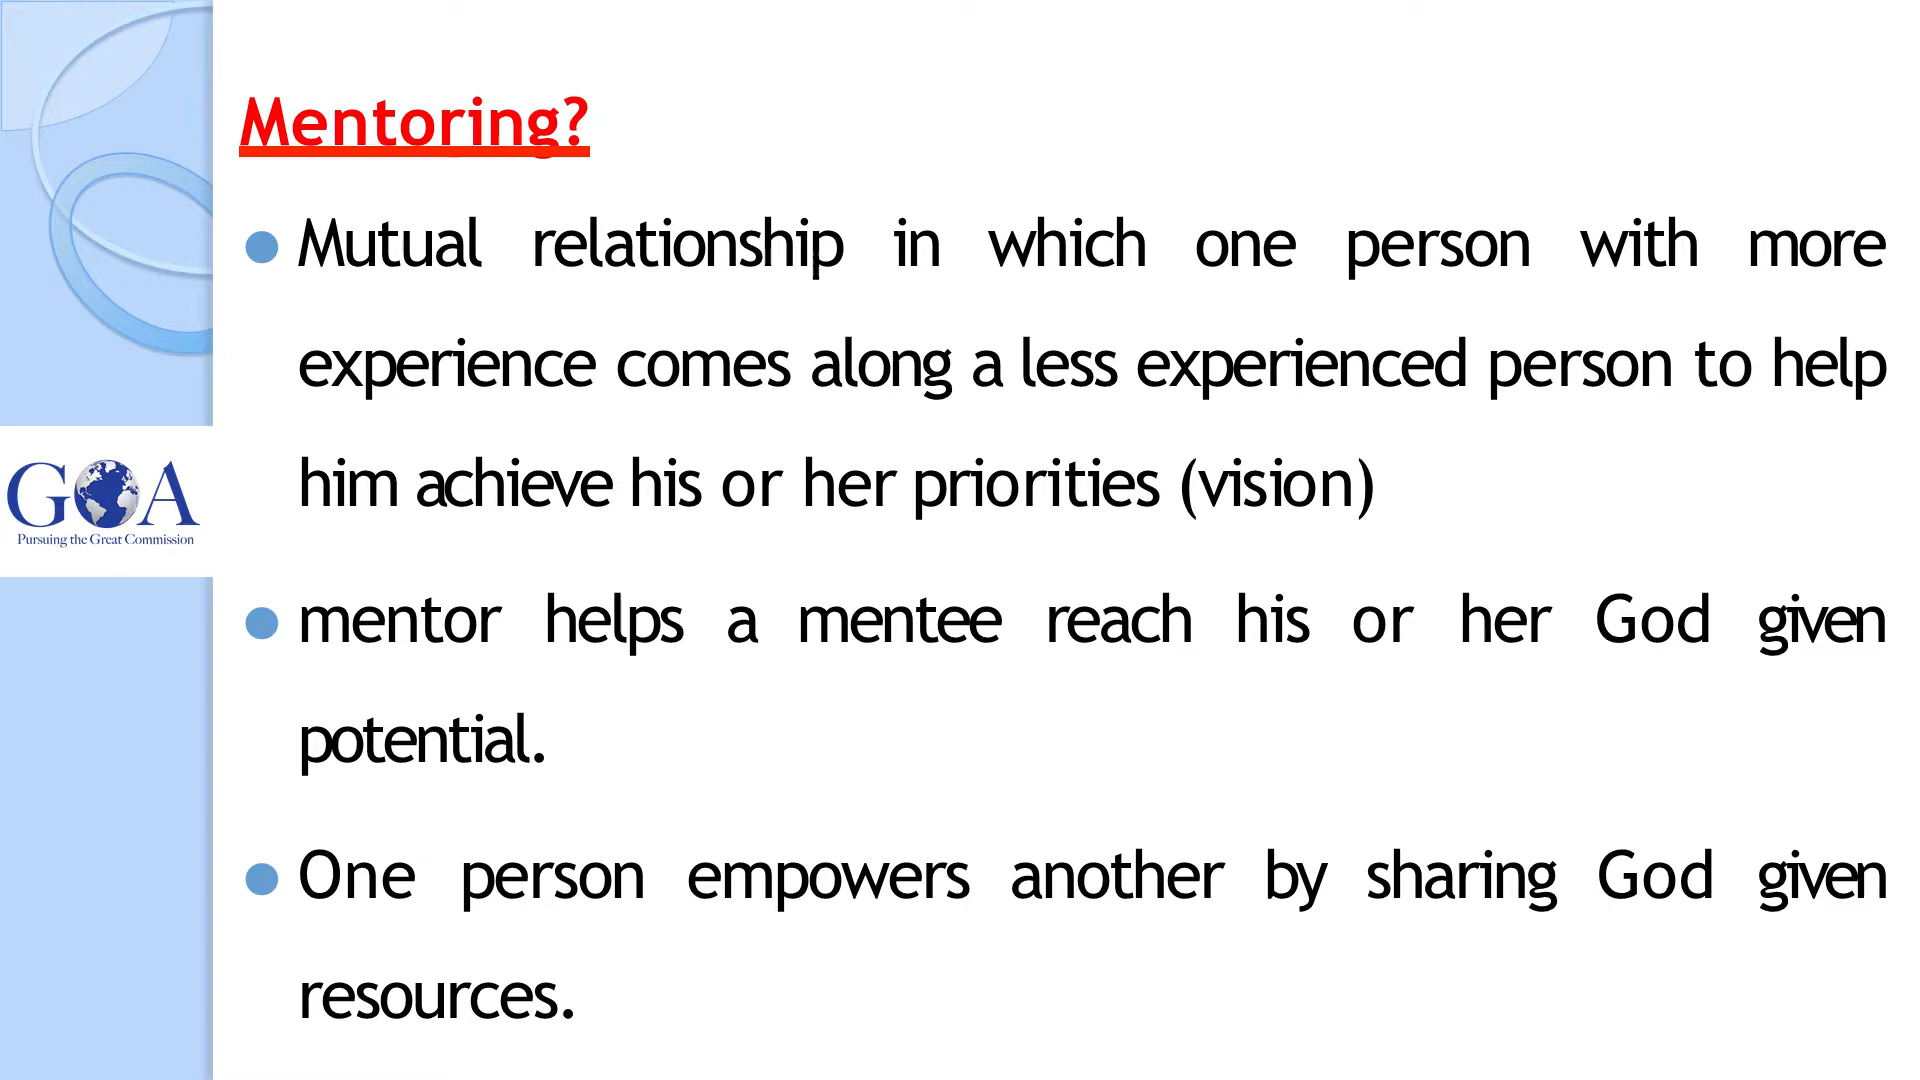 Mentoring?
Mutual relationship in which one person with more
experience comes along a less experienced person to help
him achieve his or her priorities (vision)
GOA
Pursuing the Great Commission
mentor helps a mentee reach his or her God given
potential.
One person empowers another by sharing God given
resources.